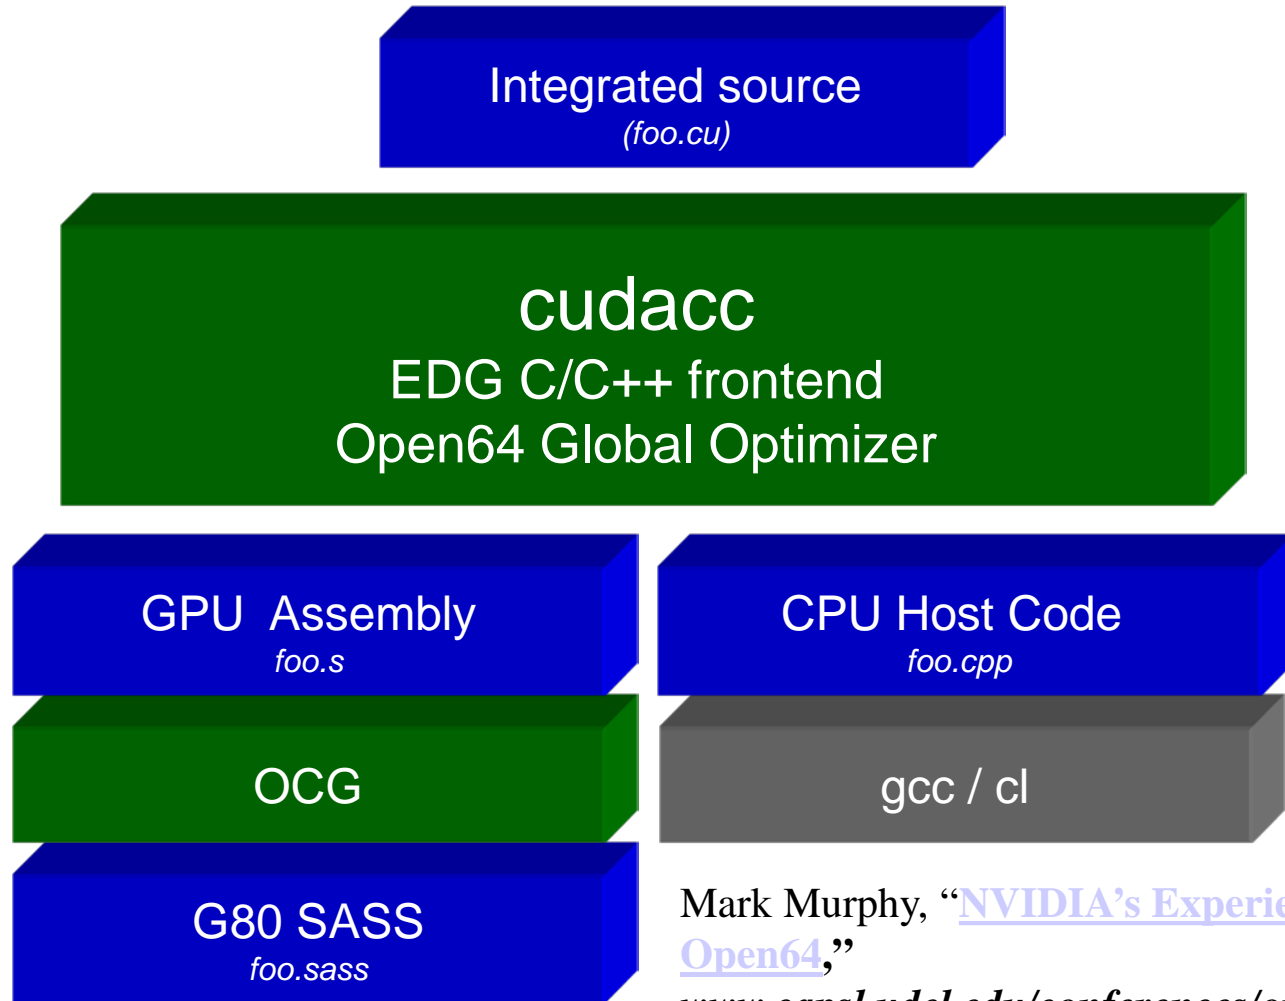 Integrated source
(foo.cu)
cudacc
EDG C/C++ frontend
Open64 Global Optimizer
GPU Assembly
foo.s
CPU Host Code
foo.cpp
OCG
gcc / cl
G80 SASS
foo.sass
Mark Murphy, “NVIDIA’s
Open64,”